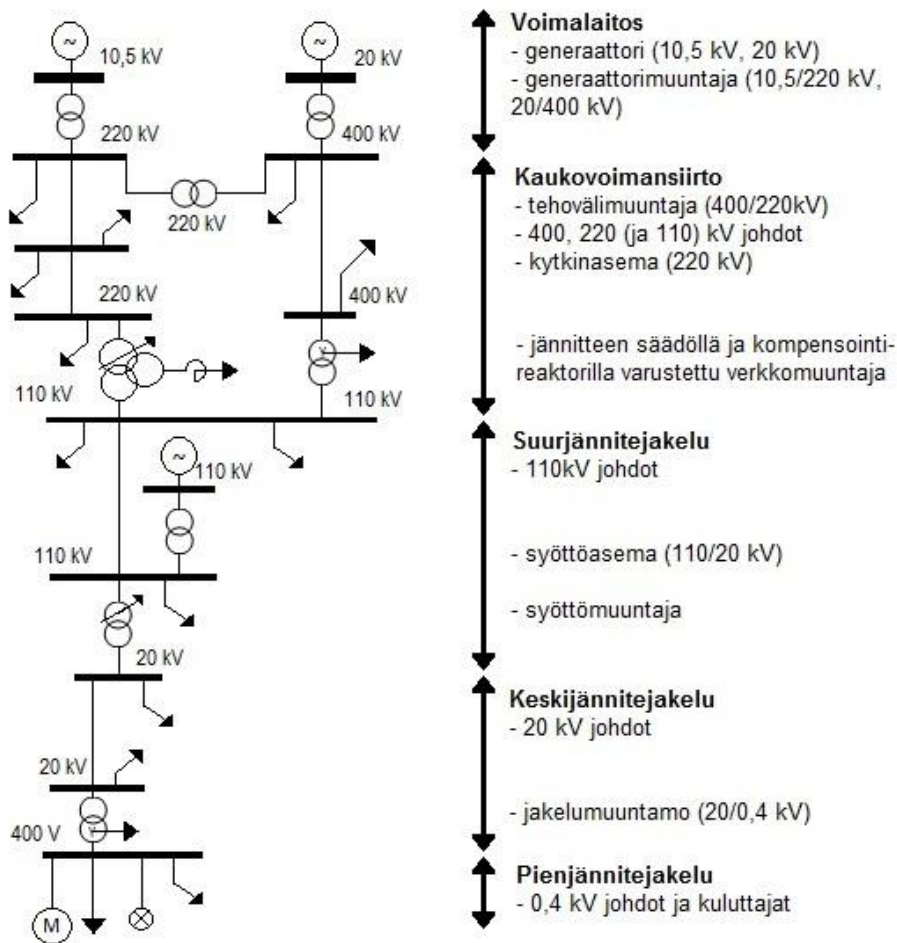 ~
~
10,5 kV
20 kV
220 kV
400 kV
220 kV
220 kV
400 kV
Y
110 kV
110 kV
~
110 kV
110 kV
20 kV
20 kV
Y
400 V
M
Voimalaitos
- generaattori (10,5 kV, 20 kV)
- generaattorimuuntaja (10,5/220 kV,
20/400 kV)
Kaukovoimansiirto
- tehovälimuuntaja (400/220kV)
- 400, 220 (ja 110) kV johdot
- kytkinasema (220 kV)
- jännitteen säädöllä ja kompensointi-
reaktorilla varustettu verkkomuuntaja
Suurjännitejakelu
- 110kV johdot
- syöttöasema (110/20 kV)
- syöttömuuntaja
Keskijännitejakelu
- 20 kV johdot
- jakelumuuntamo (20/0,4 kV)
Pienjännitejakelu
- 0,4 kV johdot ja kuluttajat